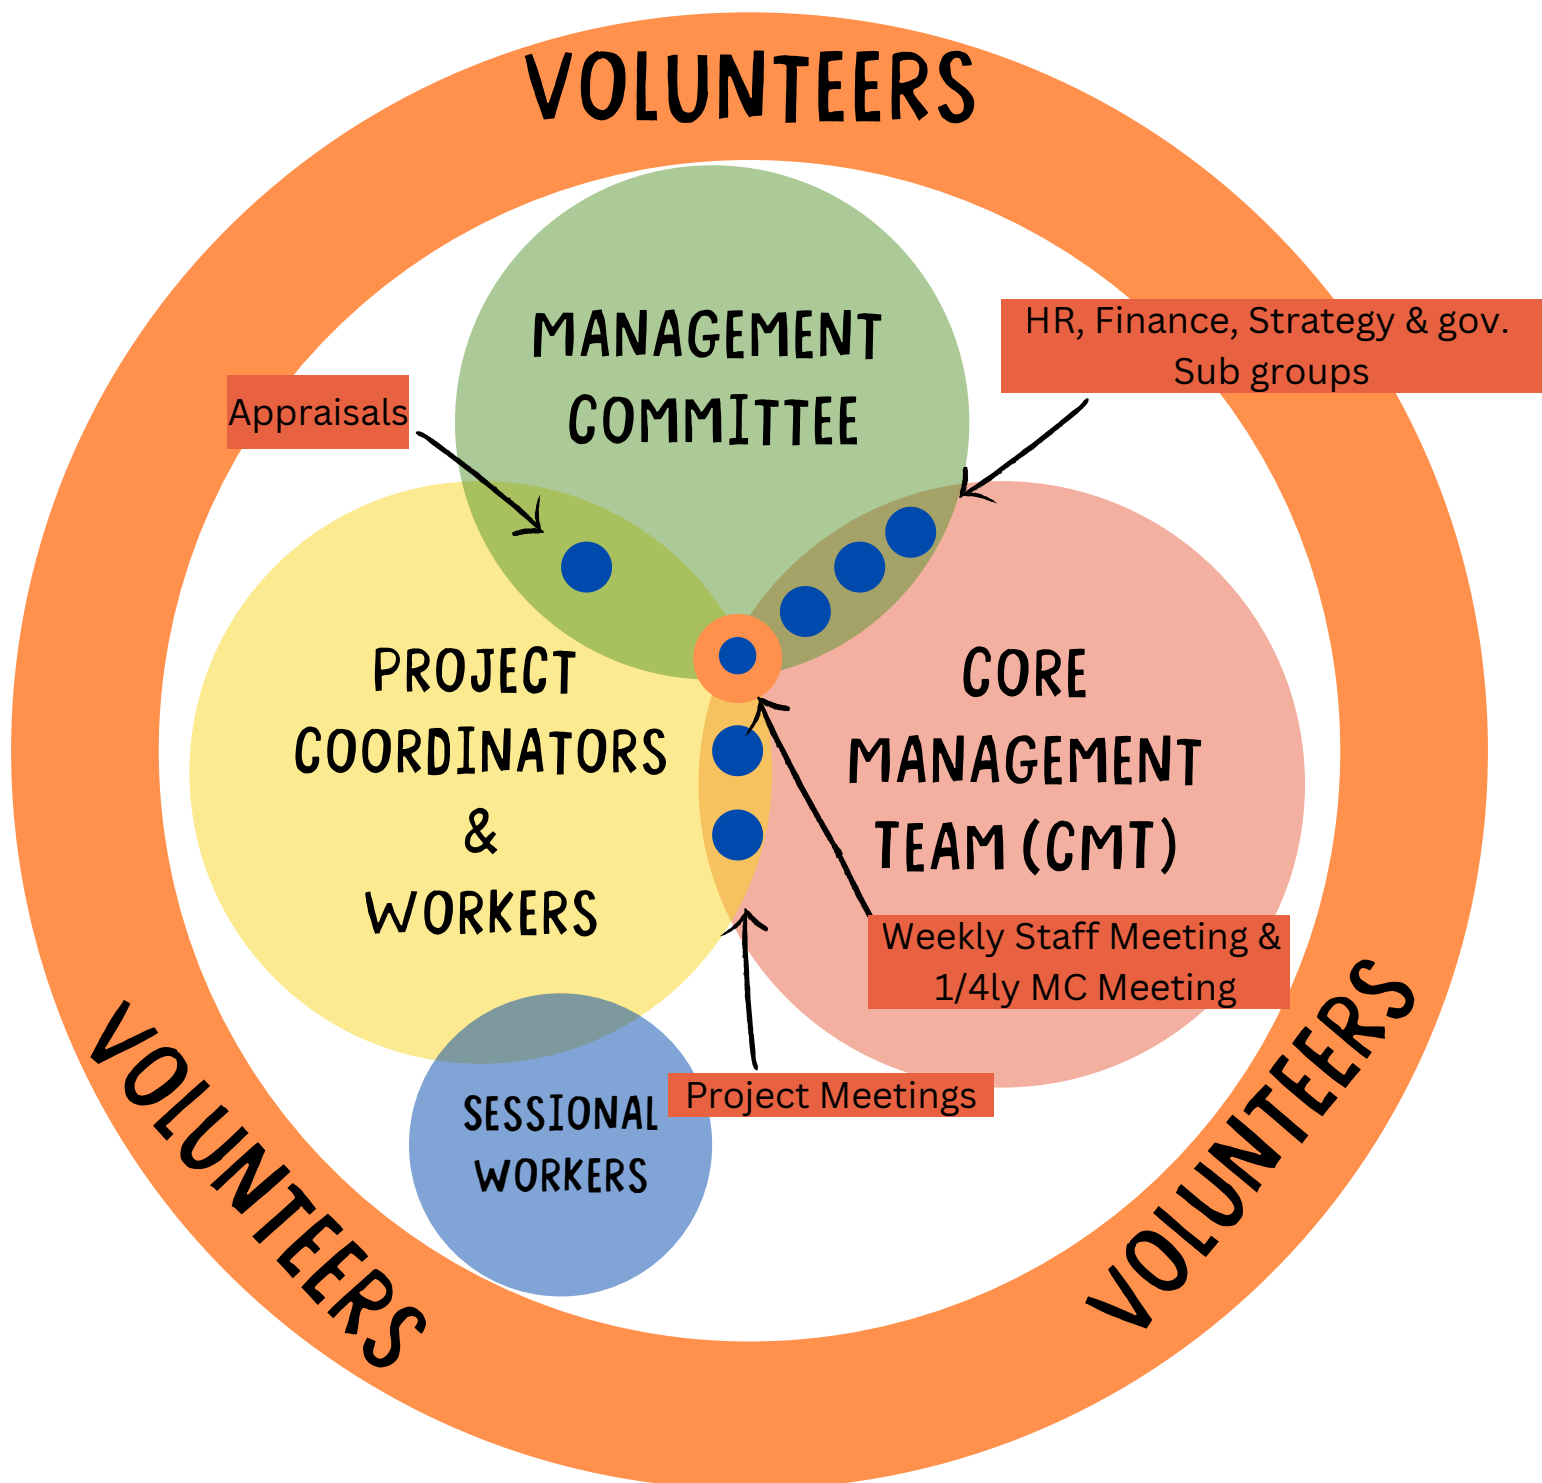 VOLUNTEERS
MANAGEMENT
COMMITTEE
HR, Finance, Strategy & gov.
Sub groups
Appraisals
PROJECT
COORDINATORS
&
WORKERS
CORE
MANAGEMENT
TEAM (CMT)
Weekly Staff Meeting &
1/4ly MC Meeting
Project Meetings
SESSIONAL
WORKERS
VOLUNTEERS
VOLUNTEERS